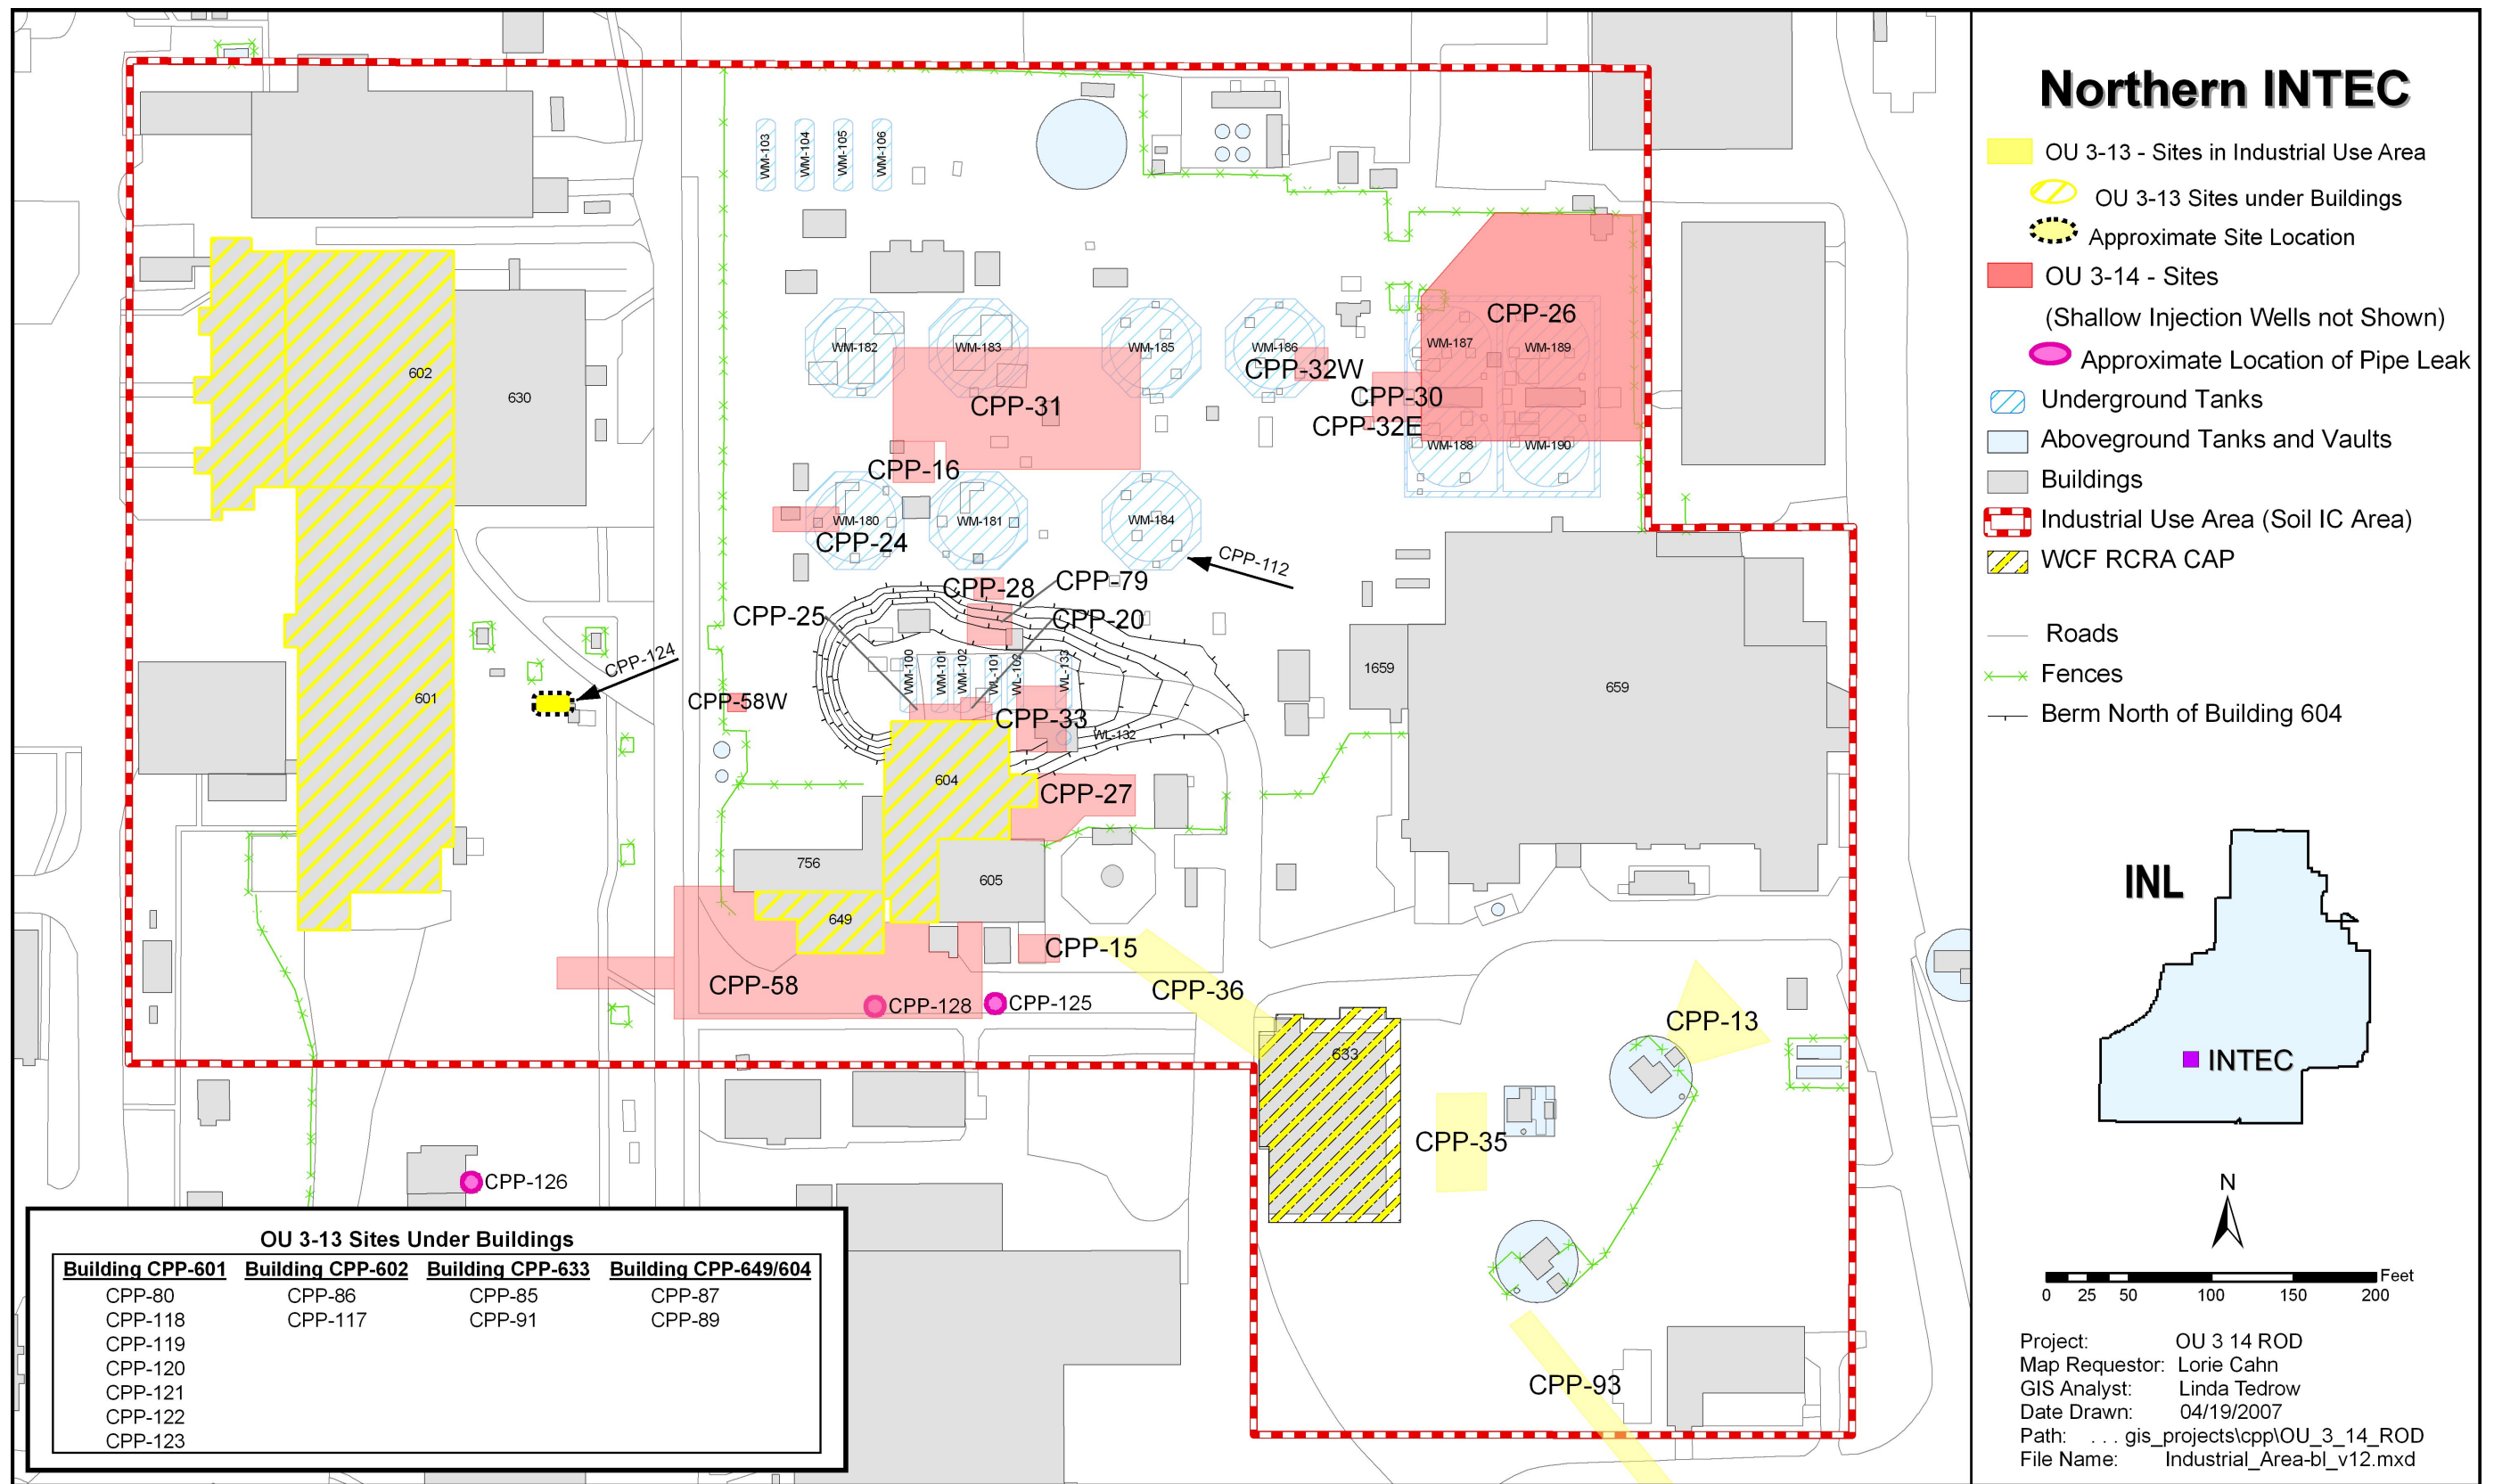 Northern INTEC
OU 3-13 - Sites in Industrial Use Area
OU 3-13 Sites under Buildings
Approximate Site Location
OU 3-14 - Sites
(Shallow Injection Wells not Shown)
Approximate Location of Pipe Leak
Underground Tanks
Aboveground Tanks and Vaults
Buildings
Industrial Use Area (Soil IC Area)
WCF RCRA CAP
Roads
Fences
Berm North of Building 604
INL
INTEC
N
Feet
0 25 50 100 150 200
Project: OU 3 14 ROD
Map Requestor: Lorie Cahn
GIS Analyst: Linda Tedrow
Date Drawn: 04/19/2007
Path: . . . gis_projects\cpp\OU_3_14_ROD
File Name: Industrial_Area-bl_v12.mxd
WM-103
WM-104
WM-105
WM-106
CPP-26
WM-182
WM-183
WM-185
WM-186
WM-187
WM-189
CPP-32W
602
630
CPP-31
CPP-30
CPP-32E
WM-188
WM-190
CPP-16
WM-180
WM-181
WM-184
CPP-24
CPP-112
CPP-28
CPP-79
CPP-25
CPP-20
CPP-124
WM-100
WM-101
WM-102
WL-101
WL-102
WL-133
1659
659
601
CPP-58W
CPP-33
WL-132
604
CPP-27
756
605
649
CPP-15
CPP-58
CPP-36
CPP-128
CPP-125
CPP-13
633
CPP-35
CPP-126
CPP-93
OU 3-13 Sites Under Buildings
Building CPP-601 Building CPP-602 Building CPP-633 Building CPP-649/604
CPP-80 CPP-86 CPP-85 CPP-87
CPP-118 CPP-117 CPP-91 CPP-89
CPP-119
CPP-120
CPP-121
CPP-122
CPP-123